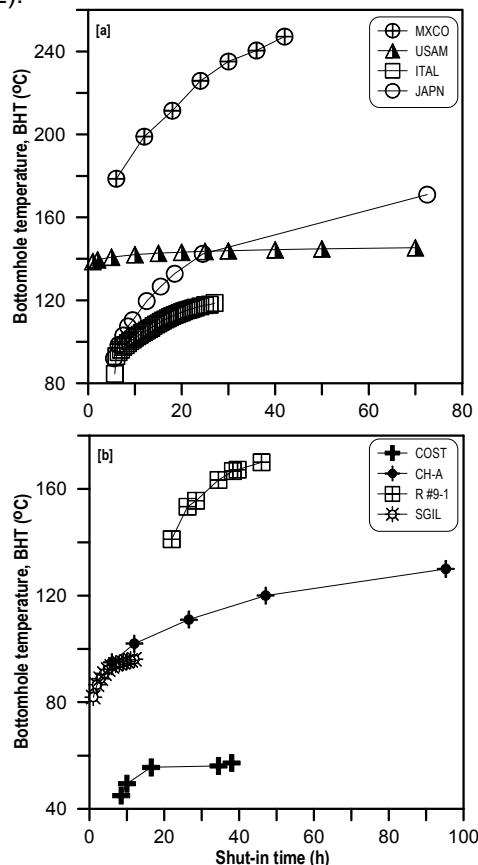 2).
[a]
MXCO
USAM
ITAL
JAPN
Bottomhole temperature, BHT (ºC)
240
200
160
120
80
0 20 40 60 80
[b]
COST
CH-A
R #9-1
SGIL
Bottomhole temperature, BHT (ºC)
160
120
80
40
0 20 40 60 80 100
Shut-in time (h)